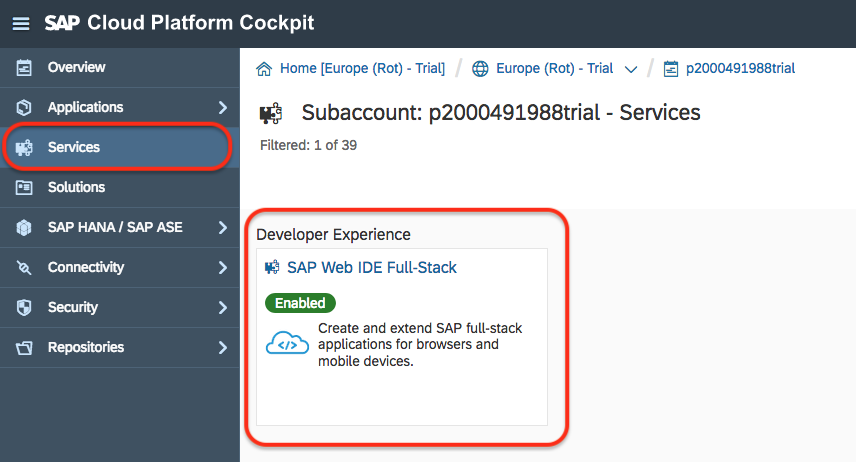 SAP Cloud Platform Cockpit
Overview
Applications
Services
Solutions
SAP HANA / SAP ASE
Connectivity
Security
Repositories
Home [Europe (Rot) - Trial] / Europe (Rot) - Trial / p2000491988trial
Subaccount: p2000491988trial - Services
Filtered: 1 of 39
Developer Experience
SAP Web IDE Full-Stack
Enabled
Create and extend SAP full-stack
applications for browsers and
mobile devices.